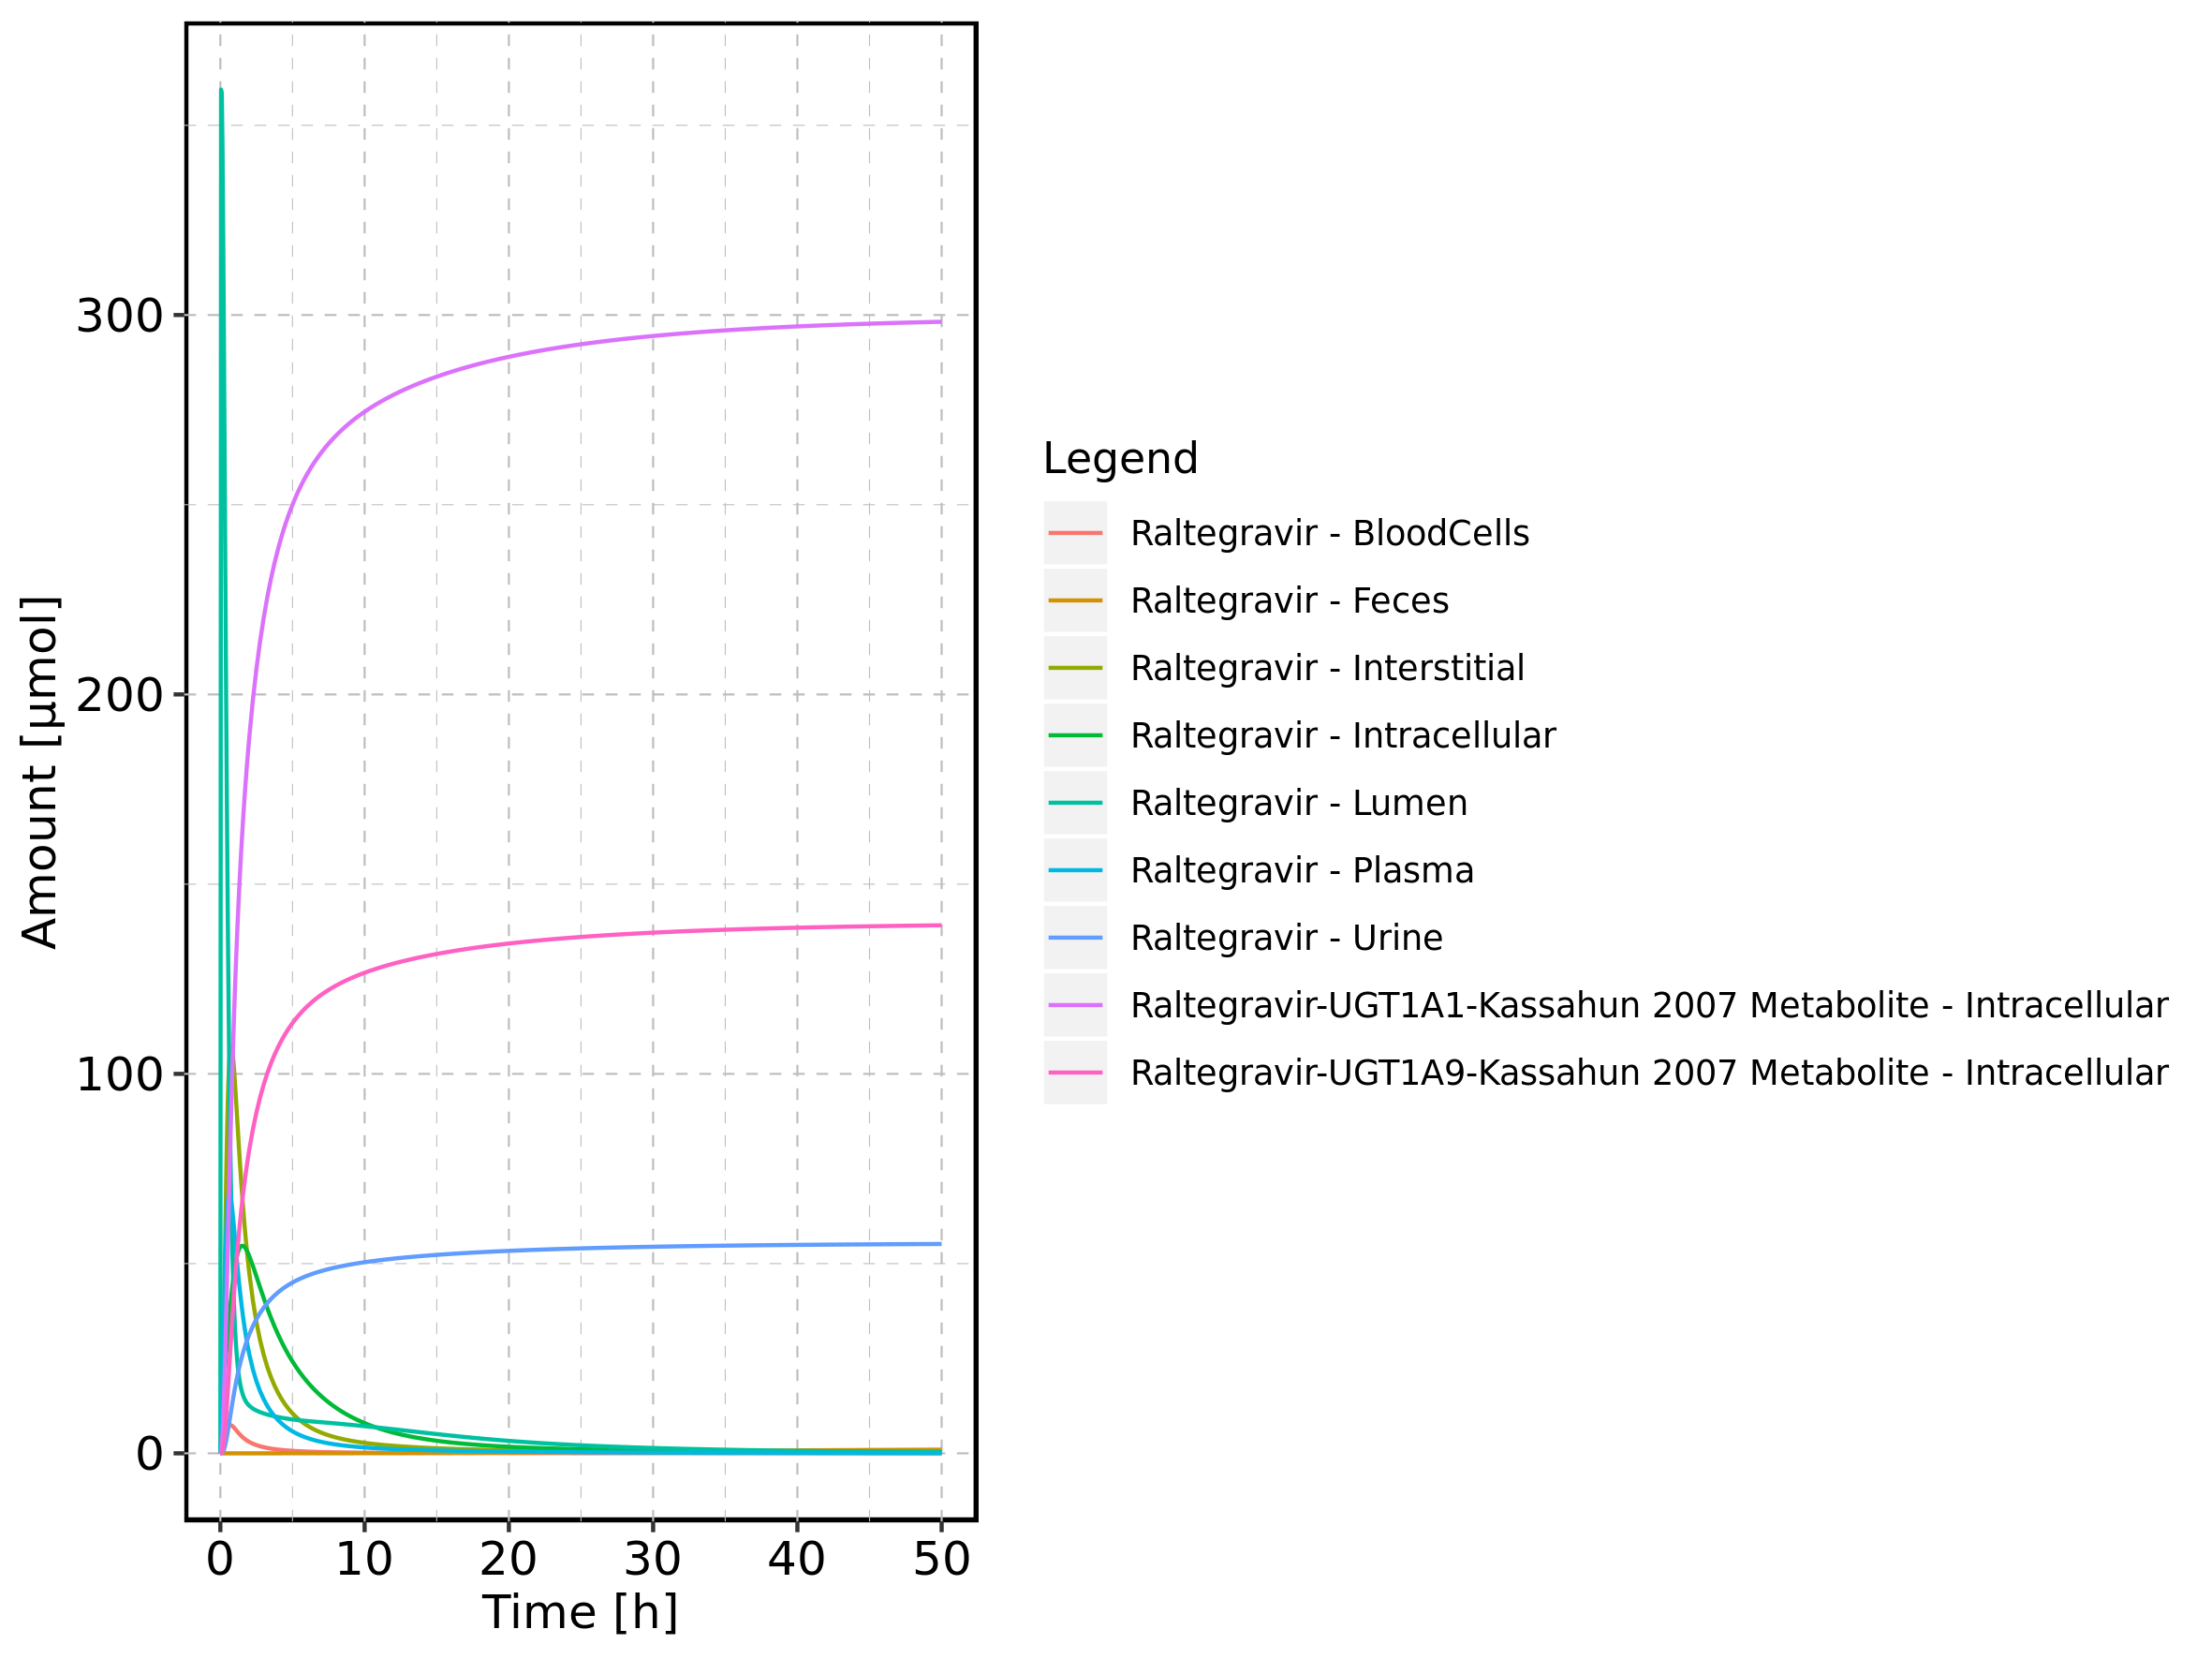 300
200
100
0
Amount [µmol]
0 10 20 30 40 50
Time [h]
Legend
Raltegravir - BloodCells
Raltegravir - Feces
Raltegravir - Interstitial
Raltegravir - Intracellular
Raltegravir - Lumen
Raltegravir - Plasma
Raltegravir - Urine
Raltegravir-UGT1A1-Kassahun 2007 Metabolite - Intracellular
Raltegravir-UGT1A9-Kassahun 2007 Metabolite - Intracellular